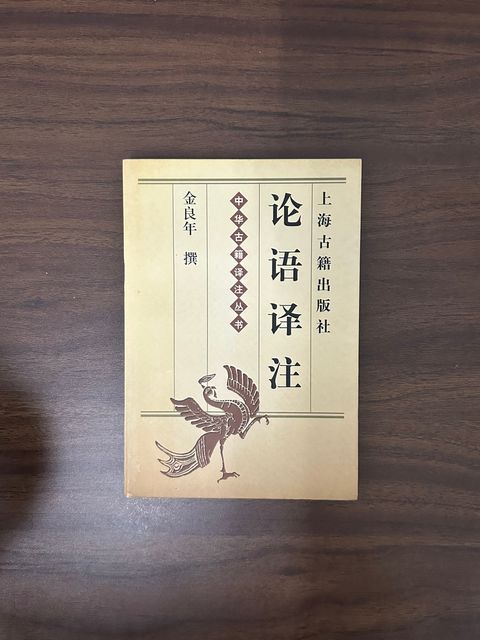 上海古籍出版社
论语译注
中华古籍译注丛书
金良年 撰